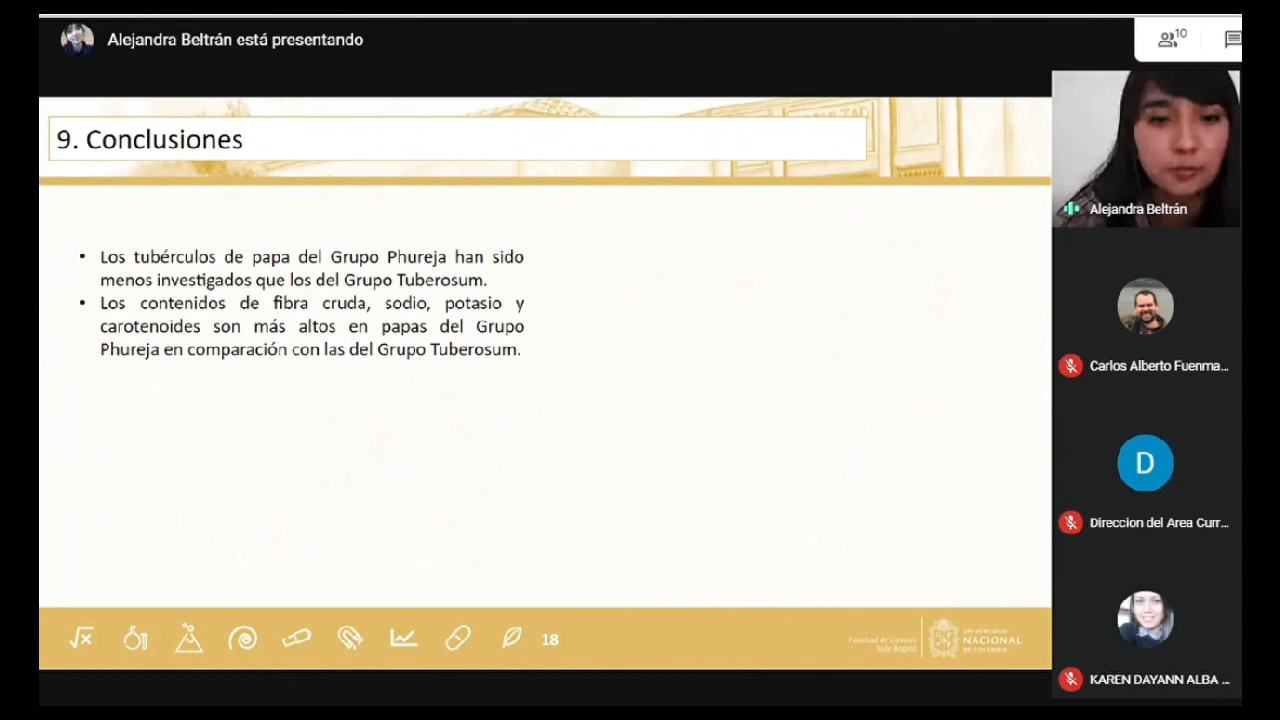 Alejandra Beltrán está presentando
10
9. Conclusiones
• Los tubérculos de papa del Grupo Phureja han sido
menos investigados que los del Grupo Tuberosum.
• Los contenidos de fibra cruda, sodio, potasio y
carotenoides son más altos en papas del Grupo
Phureja en comparación con las del Grupo Tuberosum.
Alejandra Beltrán
Carlos Alberto Fuenma...
D
Direccion del Area Curr...
KAREN DAYANN ALBA ...
√x
18
Facultad de Ciencias
Sede Bogotá
UNIVERSIDAD
NACIONAL
DE COLOMBIA